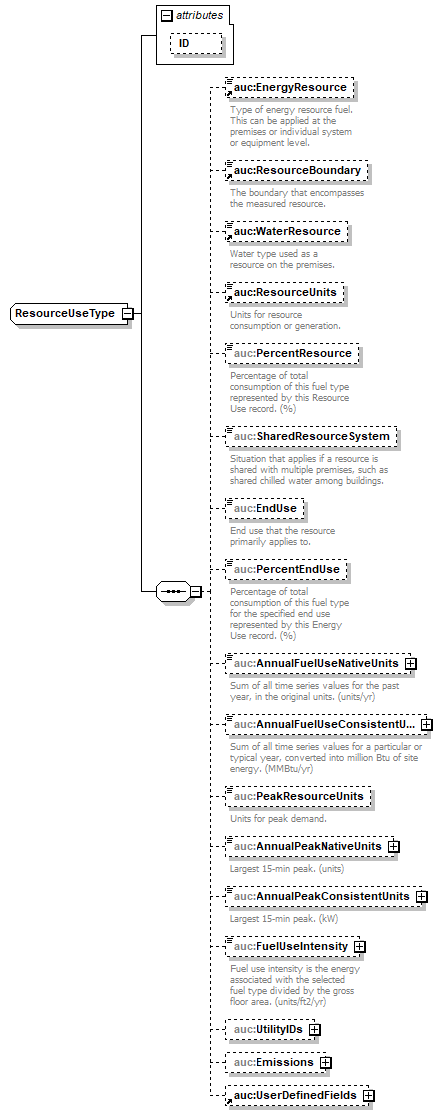 attributes
ID
auc:EnergyResource
Type of energy resource fuel.
This can be applied at the
premises or individual system
or equipment level.
auc:ResourceBoundary
The boundary that encompasses
the measured resource.
auc:WaterResource
Water type used as a
resource on the premises.
auc:ResourceUnits
Units for resource
consumption or generation.
ResourceUseType
auc:PercentResource
Percentage of total
consumption of this fuel type
represented by this Resource
Use record. (%)
auc:SharedResourceSystem
Situation that applies if a resource is
shared with multiple premises, such as
shared chilled water among buildings.
auc:EndUse
End use that the resource
primarily applies to.
auc:PercentEndUse
Percentage of total
consumption of this fuel type
for the specified end use
represented by this Energy
Use record. (%)
auc:AnnualFuelUseNativeUnits
Sum of all time series values for the past
year, in the original units. (units/yr)
auc:AnnualFuelUseConsistentU...
Sum of all time series values for a particular or
typical year, converted into million Btu of site
energy. (MMBtu/yr)
auc:PeakResourceUnits
Units for peak demand.
auc:AnnualPeakNativeUnits
Largest 15-min peak. (units)
auc:AnnualPeakConsistentUnits
Largest 15-min peak. (kW)
auc:FuelUseIntensity
Fuel use intensity is the energy
associated with the selected
fuel type divided by the gross
floor area. (units/ft2/yr)
auc:UtilityIDs
auc:Emissions
auc:UserDefinedFields